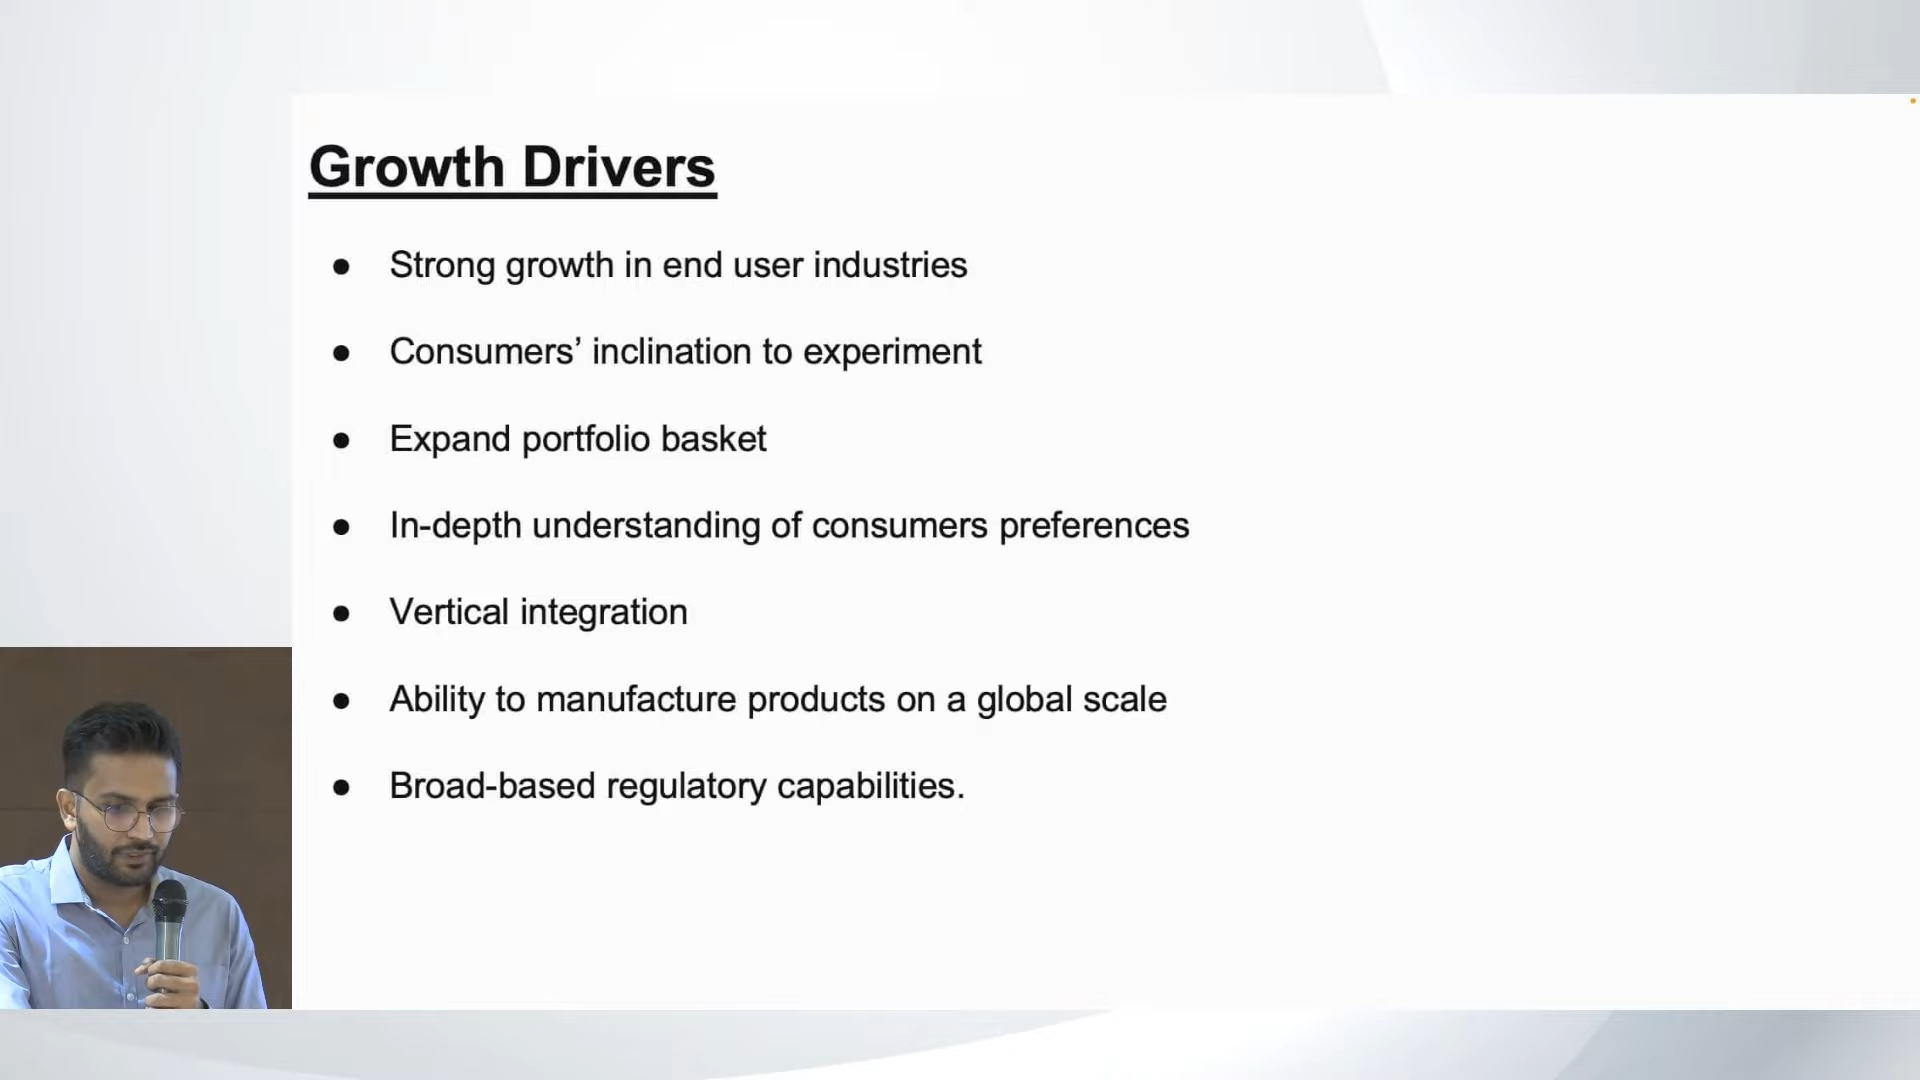 Growth Drivers
● Strong growth in end user industries
● Consumers’ inclination to experiment
● Expand portfolio basket
● In-depth understanding of consumers preferences
● Vertical integration
● Ability to manufacture products on a global scale
● Broad-based regulatory capabilities.